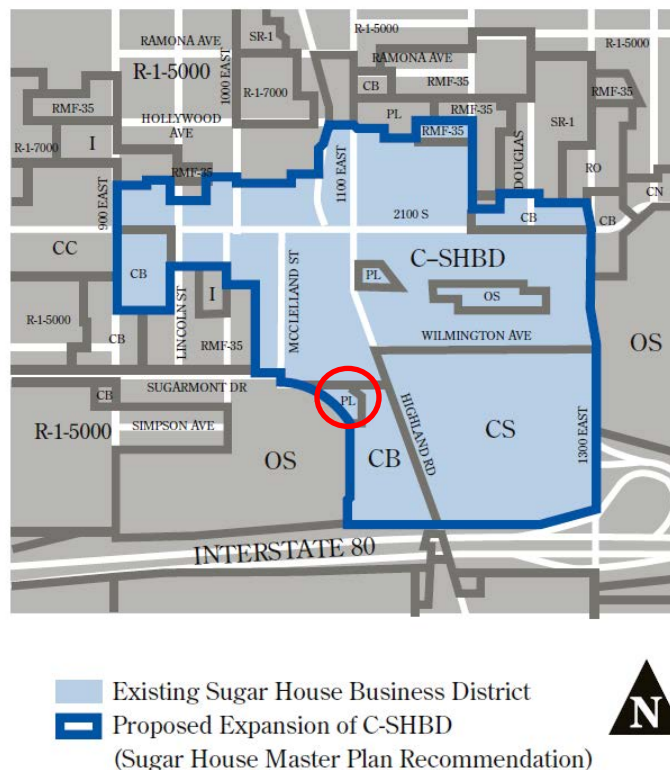 SR-1
RAMONA AVE
R-1-5000
RAMONA AVE
R-1-5000
1000 EAST
R-1-7000
CB
RMF-35
RMF-35
HOLLYWOOD
AVE
PL
RMF-35
RMF-35
SR-1
R-1-7000
I
1100 EAST
DOUGLAS
RMF-35
RO
CN
900 EAST
2100 S
CB
CB
CC
CB
C-SHBD
PL
OS
LINCOLN ST
I
MCCLELLAND ST
R-1-5000
CB
RMF-35
WILMINGTON AVE
OS
SUGARMONT DR
CB
PL
HIGHLAND RD
CS
1300 EAST
R-1-5000
SIMPSON AVE
OS
CB
INTERSTATE 80
Existing Sugar House Business District
Proposed Expansion of C-SHBD
(Sugar House Master Plan Recommendation)
N